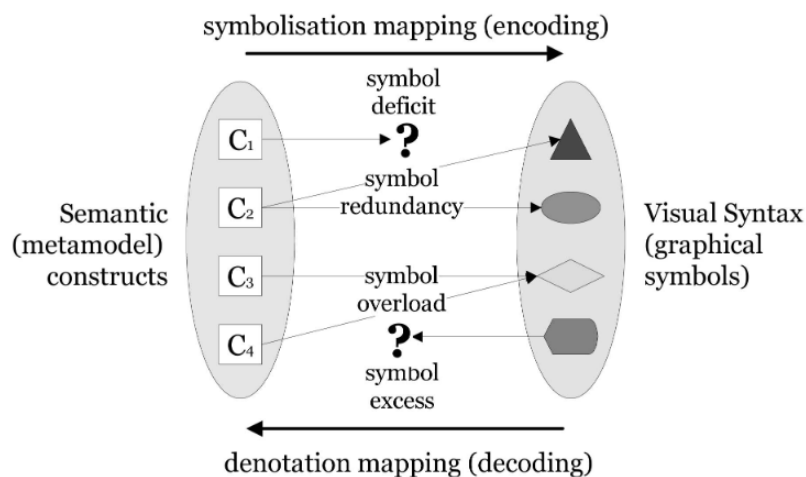 symbolisation mapping (encoding)
symbol
deficit
?
C₁
C₂
symbol
redundancy
Semantic
(metamodel)
constructs
Visual Syntax
(graphical
symbols)
C₃
symbol
overload
C₄
?
symbol
excess
denotation mapping (decoding)